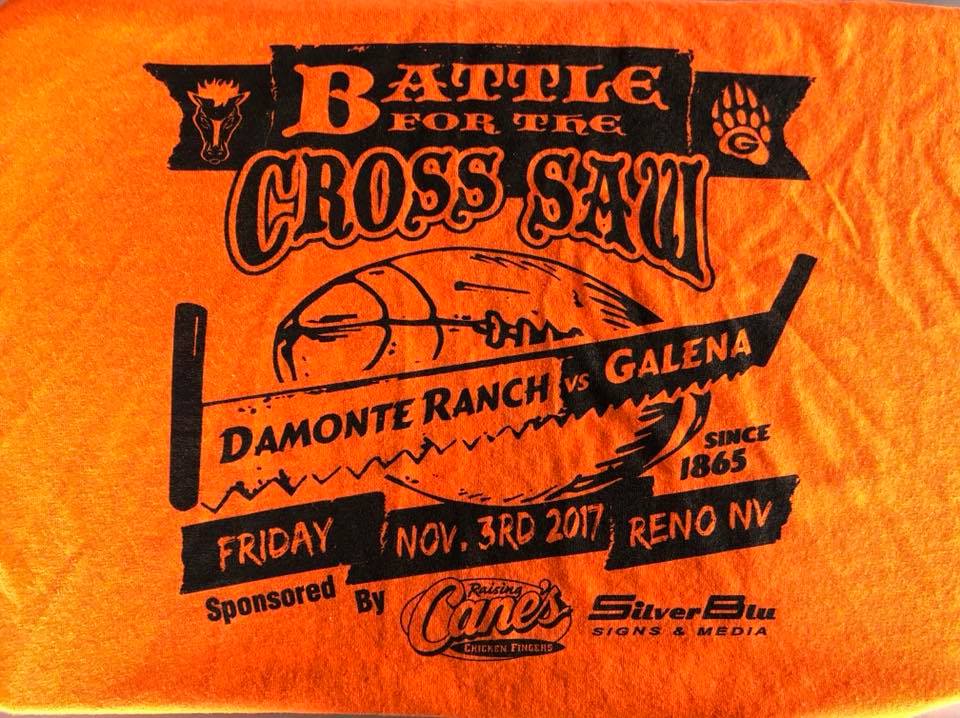 BATTLE
FOR THE
CROSS SAW
G
DAMONTE RANCH VS GALENA
SINCE
1865
FRIDAY NOV. 3RD 2017 RENO NV
Sponsored By
Raising
Cane's
CHICKEN FINGERS
SilverBlu
SIGNS & MEDIA